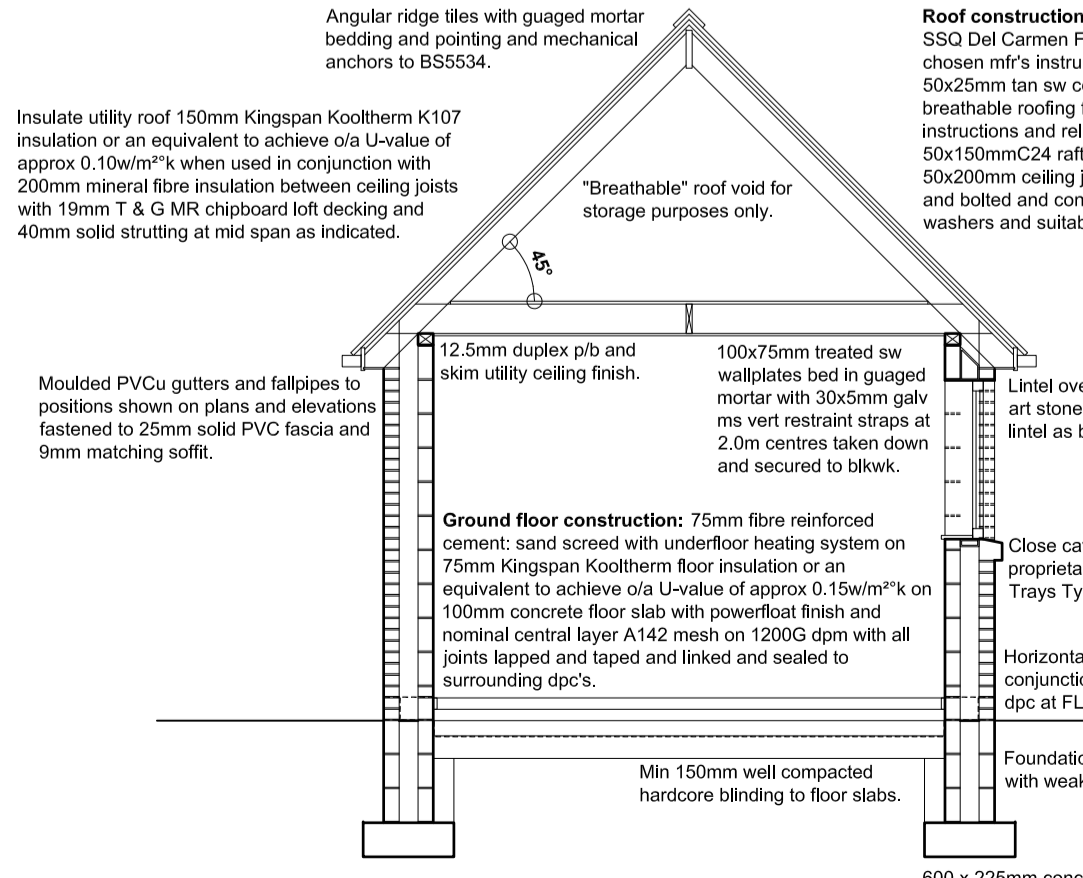 Angular ridge tiles with guaged mortar
bedding and pointing and mechanical
anchors to BS5534.
Roof construction
SSQ Del Carmen F
chosen mfr's instru
50x25mm tan sw c
breathable roofing
instructions and rel
50x150mmC24 raft
50x200mm ceiling j
and bolted and con
washers and suitab
Insulate utility roof 150mm Kingspan Kooltherm K107
insulation or an equivalent to achieve o/a U-value of
approx 0.10w/m²°k when used in conjunction with
200mm mineral fibre insulation between ceiling joists
with 19mm T & G MR chipboard loft decking and
40mm solid strutting at mid span as indicated.
"Breathable" roof void for
storage purposes only.
45°
12.5mm duplex p/b and
skim utility ceiling finish.
100x75mm treated sw
wallplates bed in guaged
mortar with 30x5mm galv
ms vert restraint straps at
2.0m centres taken down
and secured to blkwk.
Moulded PVCu gutters and fallpipes to
positions shown on plans and elevations
fastened to 25mm solid PVC fascia and
9mm matching soffit.
Lintel ove
art stone
lintel as b
Ground floor construction: 75mm fibre reinforced
cement: sand screed with underfloor heating system on
75mm Kingspan Kooltherm floor insulation or an
equivalent to achieve o/a U-value of approx 0.15w/m²°k on
100mm concrete floor slab with powerfloat finish and
nominal central layer A142 mesh on 1200G dpm with all
joints lapped and taped and linked and sealed to
surrounding dpc's.
Close ca
proprieta
Trays Ty
Horizonta
conjunctio
dpc at FL
Foundatio
with weak
Min 150mm well compacted
hardcore blinding to floor slabs.
600 x 225mm conc